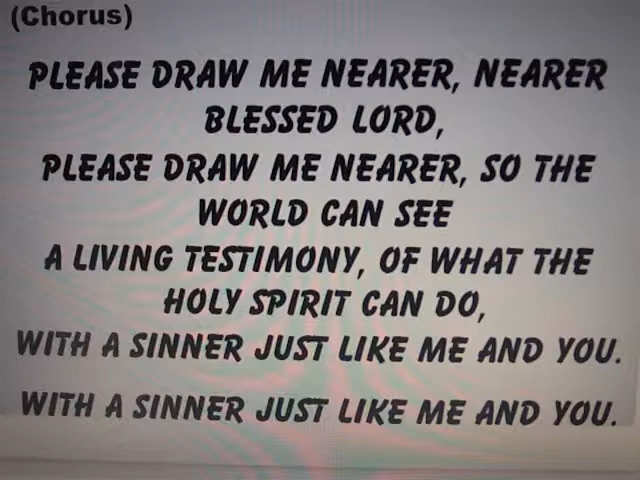 (Chorus)
PLEASE DRAW ME NEARER, NEARER
BLESSED LORD,
PLEASE DRAW ME NEARER, SO THE
WORLD CAN SEE
A LIVING TESTIMONY, OF WHAT THE
HOLY SPIRIT CAN DO,
WITH A SINNER JUST LIKE ME AND YOU.
WITH A SINNER JUST LIKE ME AND YOU.